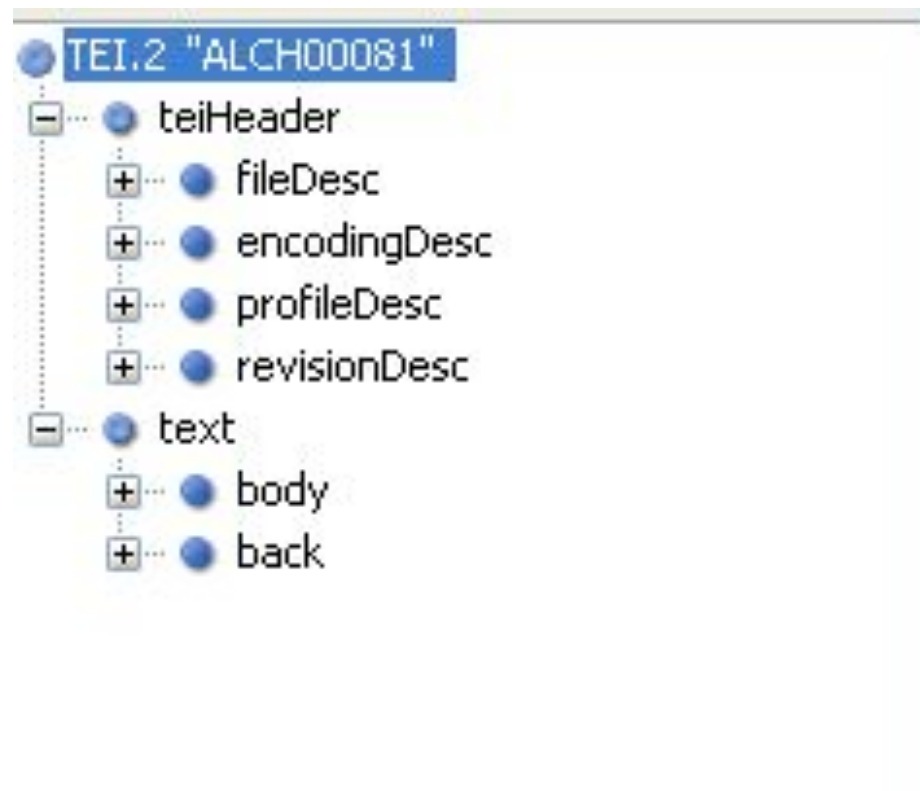 TEI.2 "ALCH00081"
teiHeader
fileDesc
encodingDesc
profileDesc
revisionDesc
text
body
back